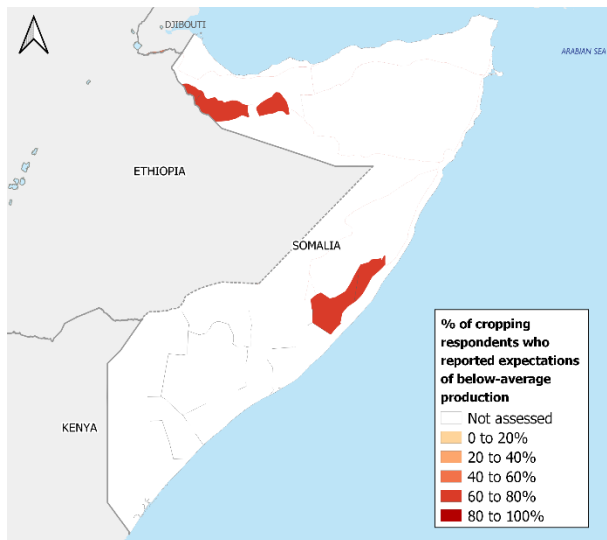 DJIBOUTI
ARABIAN SEA
ETHIOPIA
SOMALIA
KENYA
% of cropping
respondents who
reported expectations
of below-average
production
Not assessed
0 to 20%
20 to 40%
40 to 60%
60 to 80%
80 to 100%